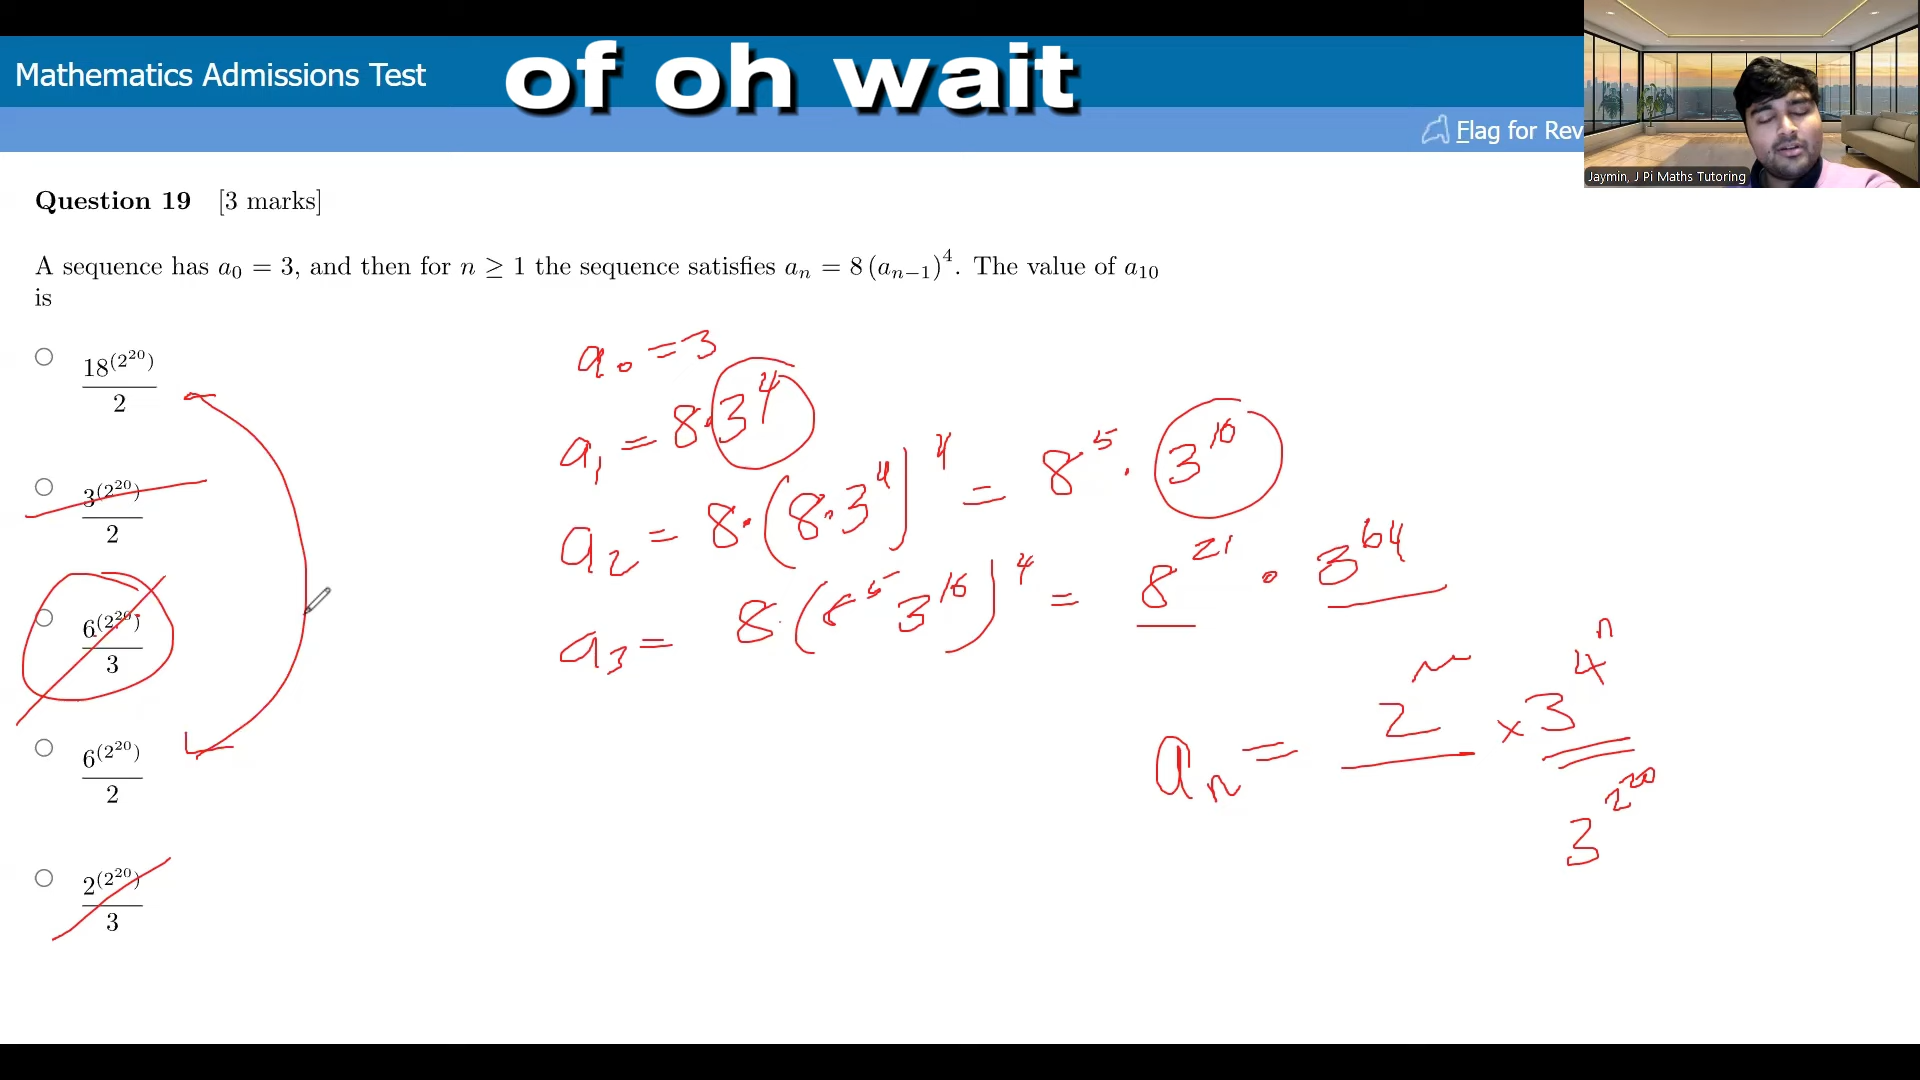 of oh wait
Mathematics Admissions Test
Flag for Rev
Jaymin, J Pi Maths Tutoring
Question 19 [3 marks]
A sequence has a₀ = 3, and then for n ≥ 1 the sequence satisfies aₙ = 8 (aₙ₋₁)⁴. The value of a₁₀
is
18^(2^20) / 2
3^(2^20) / 2
6^(2^20) / 3
6^(2^20) / 2
2^(2^20) / 3
a₀ = 3
a₁ = 8 · 3⁴
a₂ = 8 · (8 · 3⁴)⁴ = 8⁵ · 3¹⁶
a₃ = 8 · (8⁵ 3¹⁶)⁴ = 8²¹ · 3⁶⁴
aₙ = 2^~ × 3^4^n
3^2^20